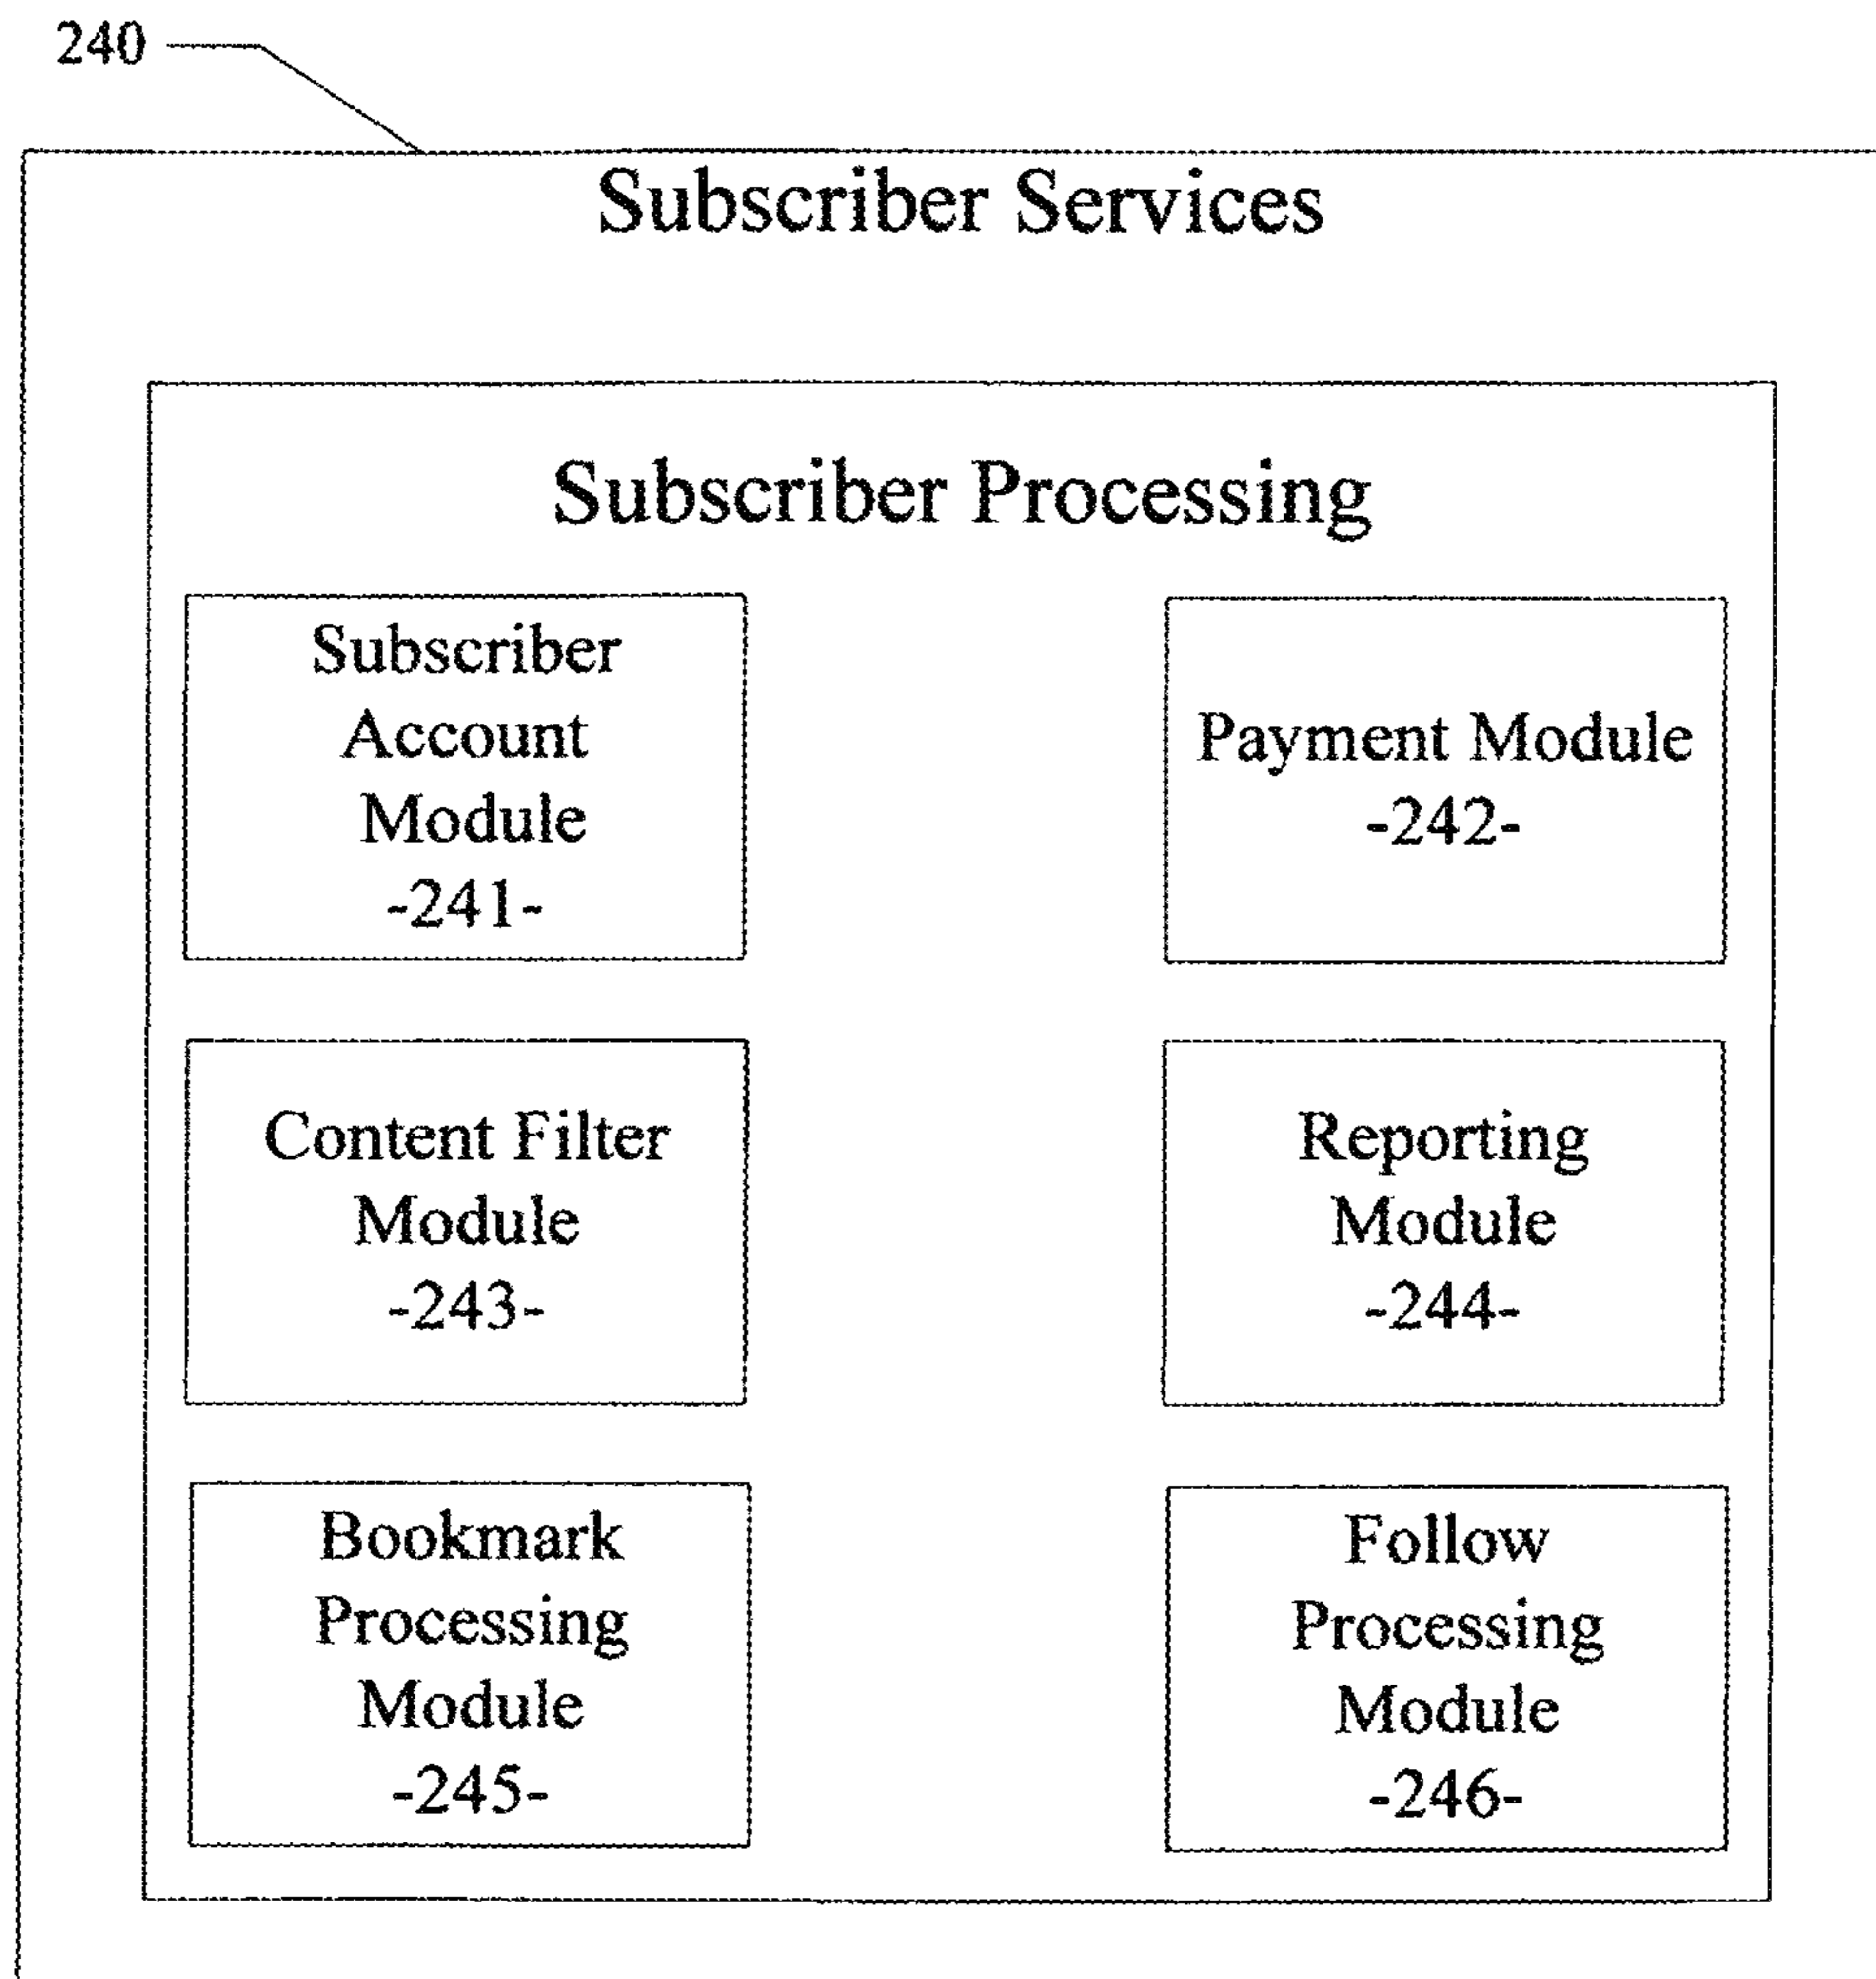 240
Subscriber Services
Subscriber Processing
Subscriber
Account
Module
-241-
Payment Module
-242-
Content Filter
Module
-243-
Reporting
Module
-244-
Bookmark
Processing
Module
-245-
Follow
Processing
Module
-246-